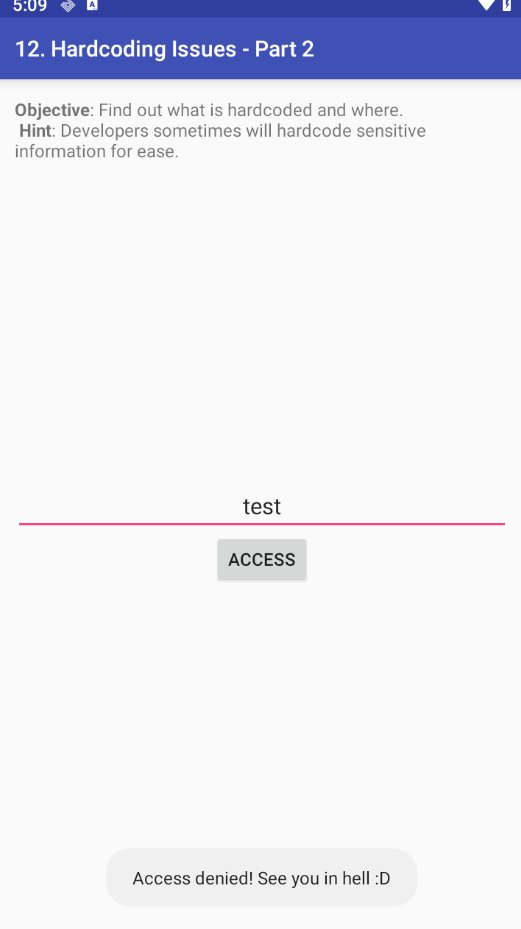 5:09
12. Hardcoding Issues - Part 2
Objective: Find out what is hardcoded and where.
Hint: Developers sometimes will hardcode sensitive
information for ease.
test
ACCESS
Access denied! See you in hell :D